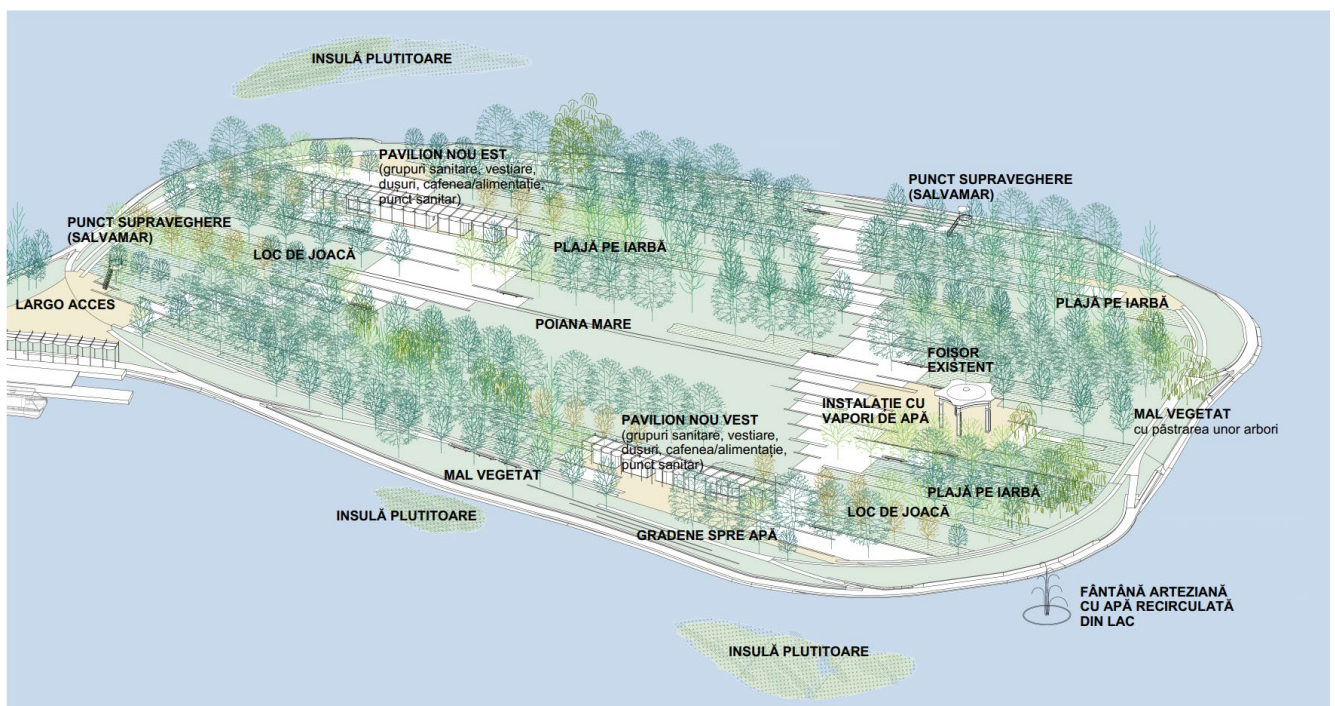 INSULĂ PLUTITOARE
PAVILION NOU EST
(grupuri sanitare, vestiare,
dușuri, cafenea/alimentație,
punct sanitar)
PUNCT SUPRAVEGHERE
(SALVAMAR)
PUNCT SUPRAVEGHERE
(SALVAMAR)
LOC DE JOACĂ
PLAJĂ PE IARBĂ
LARGO ACCES
PLAJĂ PE IARBĂ
POIANA MARE
FOIȘOR
EXISTENT
INSTALAȚIE CU
VAPORI DE APĂ
MAL VEGETAT
cu păstrarea unor arbori
PAVILION NOU VEST
(grupuri sanitare, vestiare,
dușuri, cafenea/alimentație,
punct sanitar)
MAL VEGETAT
PLAJĂ PE IARBĂ
INSULĂ PLUTITOARE
LOC DE JOACĂ
GRADENE SPRE APĂ
FÂNTÂNĂ ARTEZIANĂ
CU APĂ RECIRCULATĂ
DIN LAC
INSULĂ PLUTITOARE